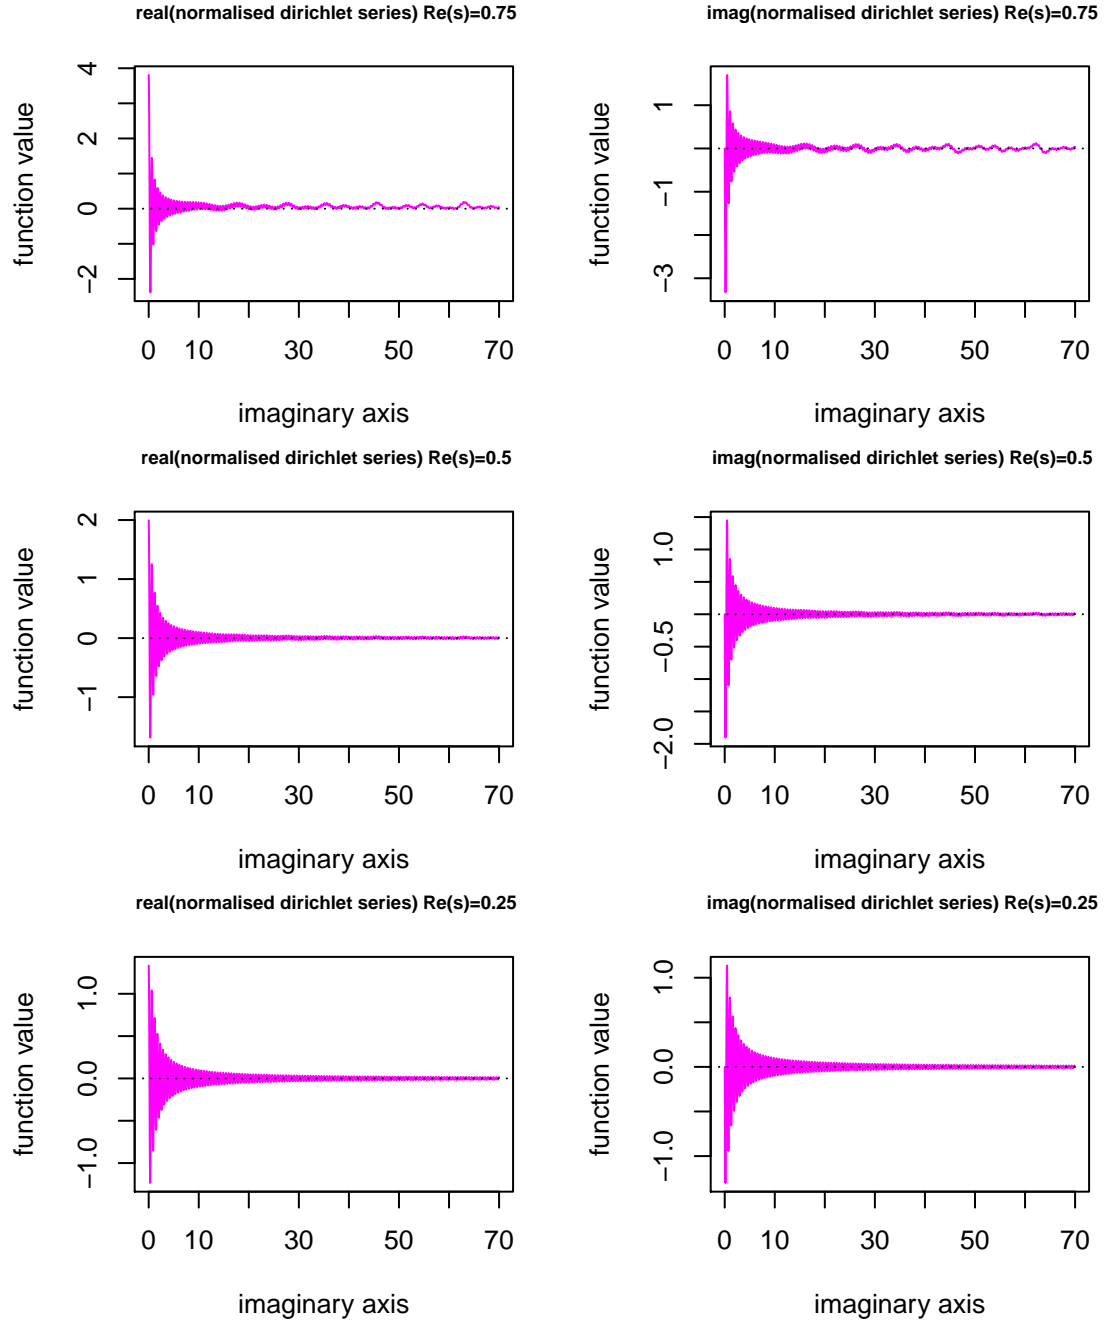 real(normalised dirichlet series) Re(s)=0.75
function value
4
2
0
−2
0 10 30 50 70
imaginary axis
imag(normalised dirichlet series) Re(s)=0.75
function value
1
−1
−3
0 10 30 50 70
imaginary axis
real(normalised dirichlet series) Re(s)=0.5
function value
2
1
0
−1
0 10 30 50 70
imaginary axis
imag(normalised dirichlet series) Re(s)=0.5
function value
1.0
−0.5
−2.0
0 10 30 50 70
imaginary axis
real(normalised dirichlet series) Re(s)=0.25
function value
1.0
0.0
−1.0
0 10 30 50 70
imaginary axis
imag(normalised dirichlet series) Re(s)=0.25
function value
1.0
0.0
−1.0
0 10 30 50 70
imaginary axis